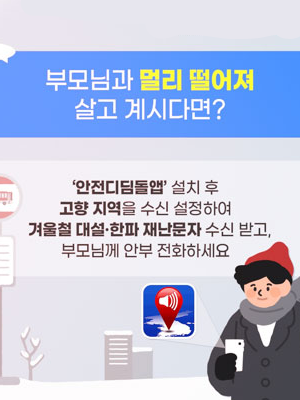 부모님과 멀리 떨어져
살고 계시다면?
‘안전디딤돌앱’ 설치 후
고향 지역을 수신 설정하여
겨울철 대설·한파 재난문자 수신 받고,
부모님께 안부 전화하세요